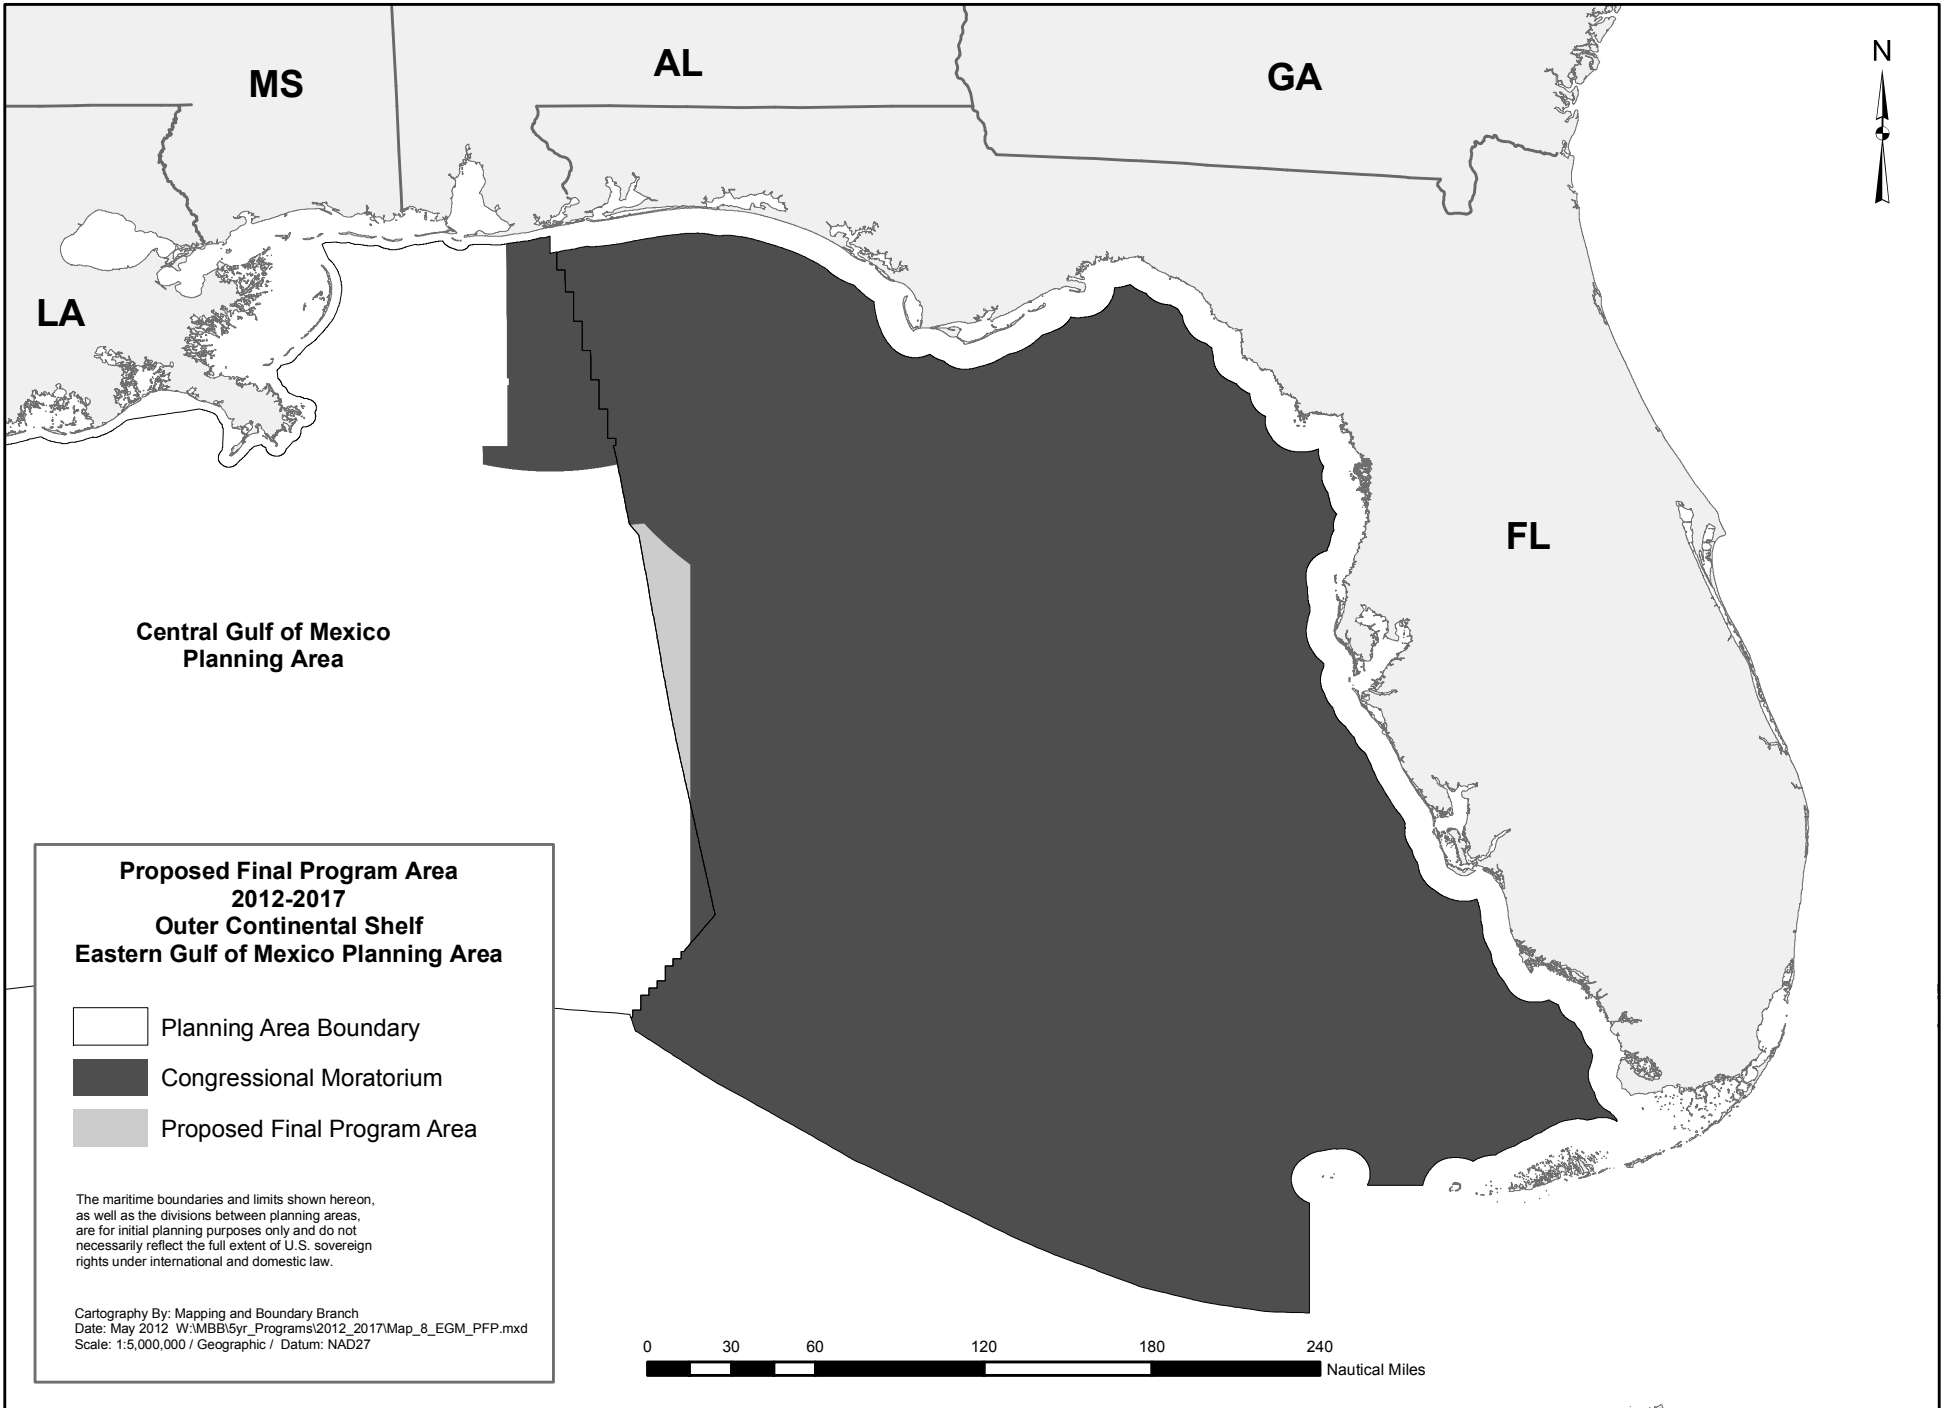 MS
AL
GA
N
LA
FL
Central Gulf of Mexico
Planning Area
Proposed Final Program Area
2012-2017
Outer Continental Shelf
Eastern Gulf of Mexico Planning Area
Planning Area Boundary
Congressional Moratorium
Proposed Final Program Area
The maritime boundaries and limits shown hereon,
as well as the divisions between planning areas,
are for initial planning purposes only and do not
necessarily reflect the full extent of U.S. sovereign
rights under international and domestic law.
Cartography By: Mapping and Boundary Branch
Date: May 2012 W:\MBB\5yr_Programs\2012_2017\Map_8_EGM_PFP.mxd
Scale: 1:5,000,000 / Geographic / Datum: NAD27
0 30 60 120 180 240
Nautical Miles